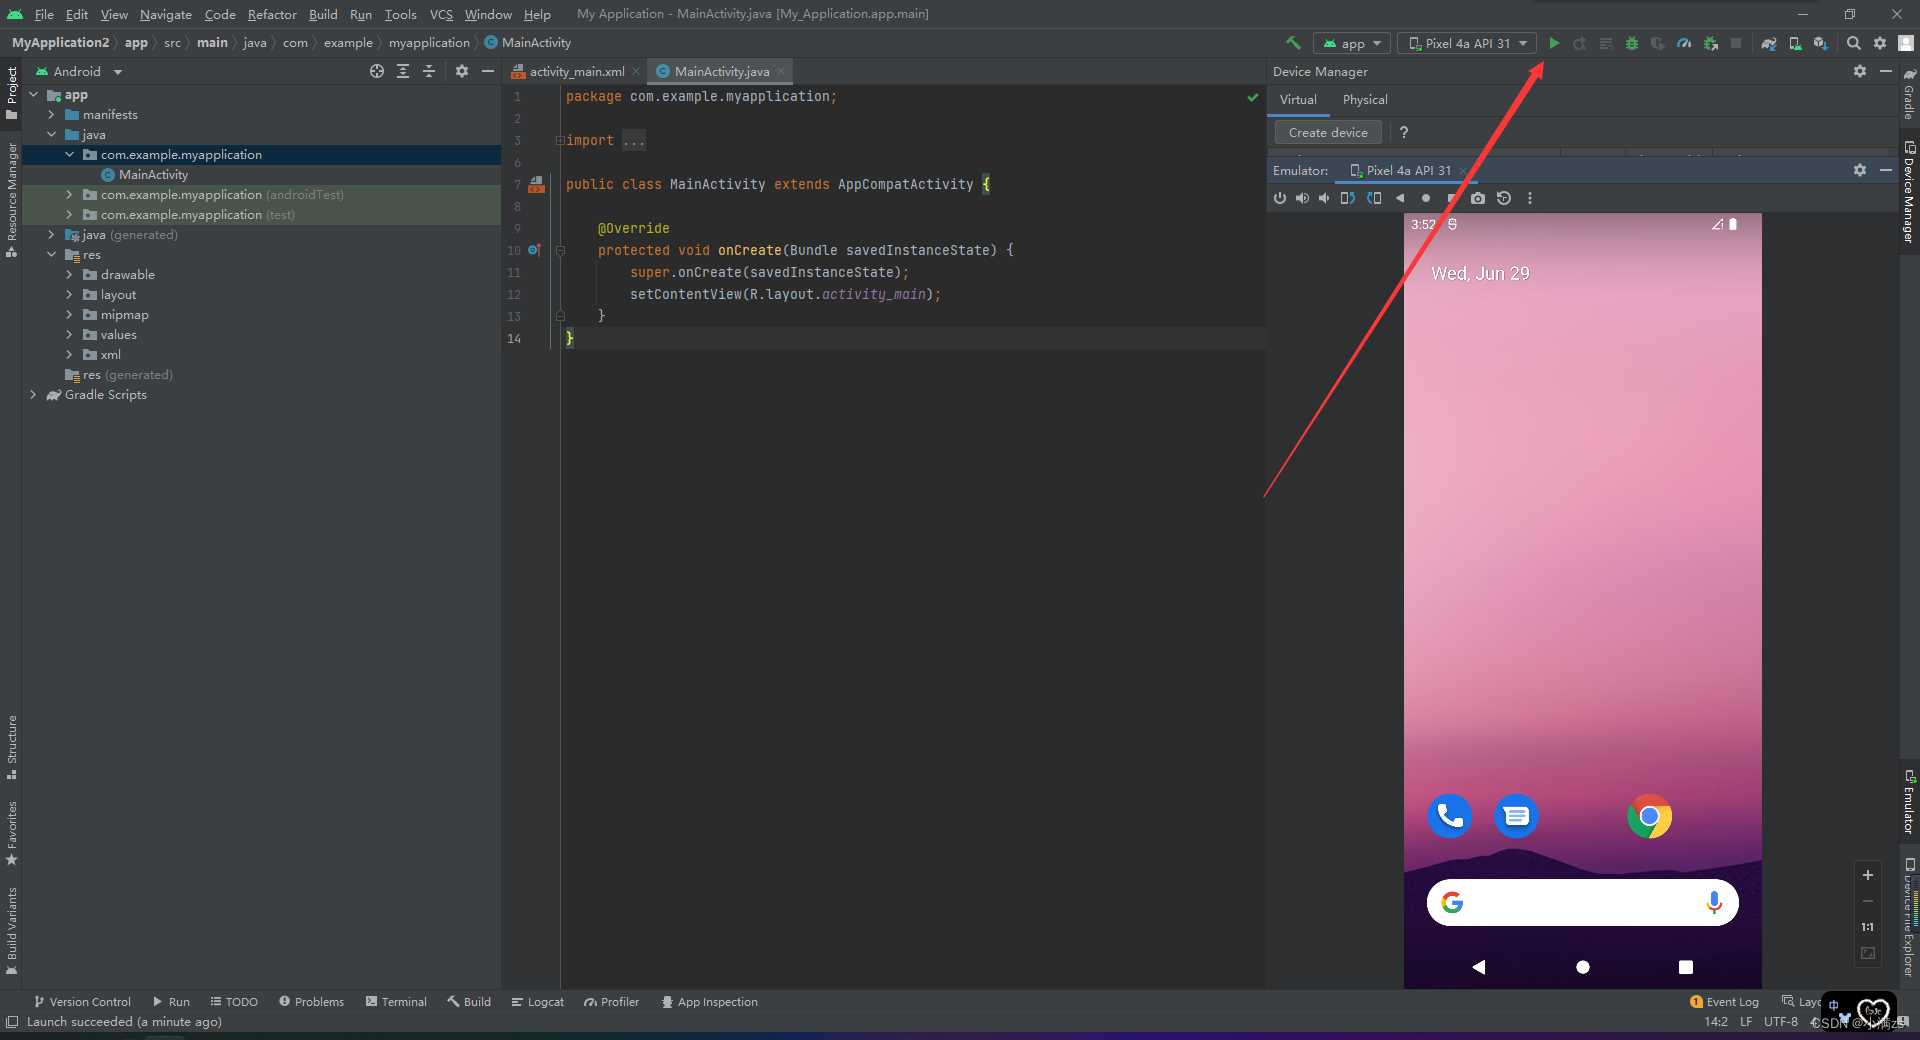 File Edit View Navigate Code Refactor Build Run Tools VCS Window Help My Application - MainActivity.java [My_Application.app.main]
MyApplication2 app src main java com example myapplication MainActivity
app Pixel 4a API 31
Project
Resource Manager
Structure
Favorites
Build Variants
Android
app
manifests
java
com.example.myapplication
MainActivity
com.example.myapplication (androidTest)
com.example.myapplication (test)
java (generated)
res
drawable
layout
mipmap
values
xml
res (generated)
Gradle Scripts
activity_main.xml MainActivity.java
1 package com.example.myapplication;
2
3 import ...
6
7 public class MainActivity extends AppCompatActivity {
8
9 @Override
10 protected void onCreate(Bundle savedInstanceState) {
11 super.onCreate(savedInstanceState);
12 setContentView(R.layout.activity_main);
13 }
14 }
Device Manager
Virtual Physical
Create device ?
Emulator: Pixel 4a API 31
3:52
Wed, Jun 29
1:1
Gradle
Device Manager
Emulator
Device File Explorer
Version Control Run TODO Problems Terminal Build Logcat Profiler App Inspection
1 Event Log Layo
Launch succeeded (a minute ago)
14:2 LF UTF-8 4
中
CSDN @小满zs